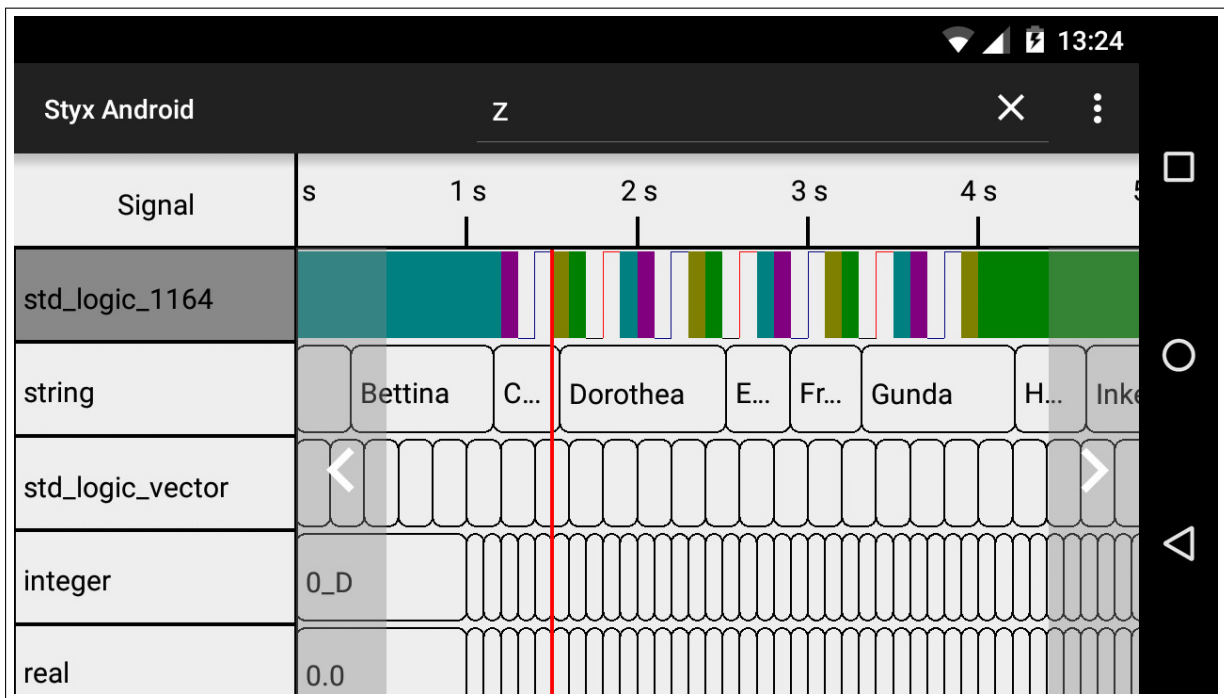 13:24
Styx Android z
Signal s 1 s 2 s 3 s 4 s 5
std_logic_1164
string Bettina C... Dorothea E... Fr... Gunda H... Inke
std_logic_vector
integer 0_D
real 0.0